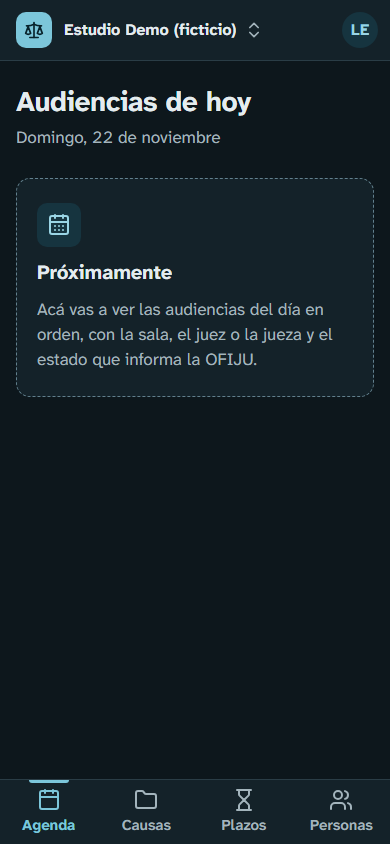 Estudio Demo (ficticio)
LE
Audiencias de hoy
Domingo, 22 de noviembre
Próximamente
Acá vas a ver las audiencias del día en
orden, con la sala, el juez o la jueza y el
estado que informa la OFIJU.
Agenda
Causas
Plazos
Personas